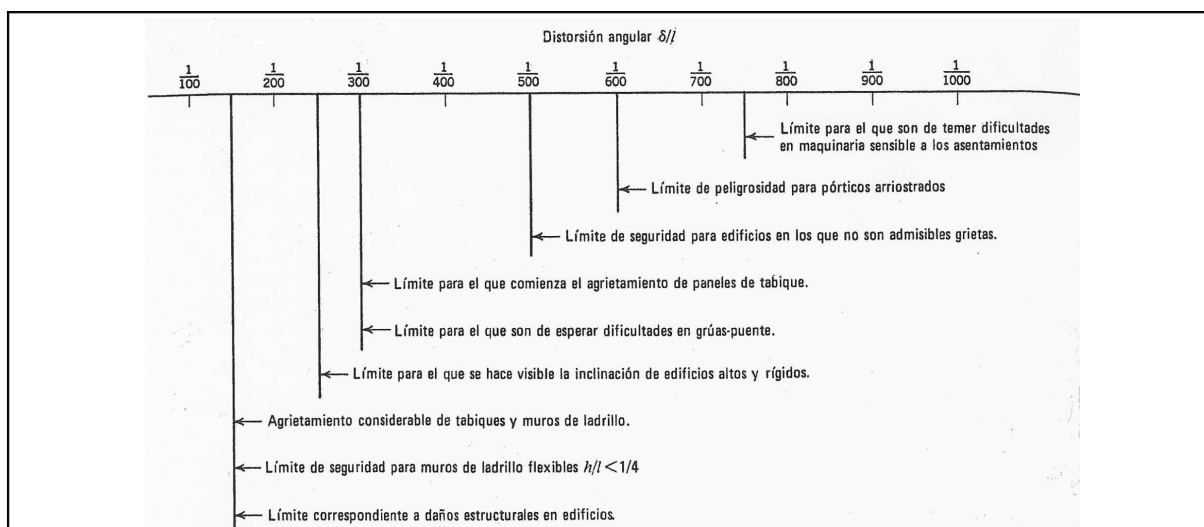 Distorsión angular δ/l
1/100 1/200 1/300 1/400 1/500 1/600 1/700 1/800 1/900 1/1000
Límite para el que son de temer dificultades
en maquinaria sensible a los asentamientos
Límite de peligrosidad para pórticos arriostrados
Límite de seguridad para edificios en los que no son admisibles grietas.
Límite para el que comienza el agrietamiento de paneles de tabique.
Límite para el que son de esperar dificultades en grúas-puente.
Límite para el que se hace visible la inclinación de edificios altos y rígidos.
Agrietamiento considerable de tabiques y muros de ladrillo.
Límite de seguridad para muros de ladrillo flexibles h/l < 1/4
Límite correspondiente a daños estructurales en edificios.